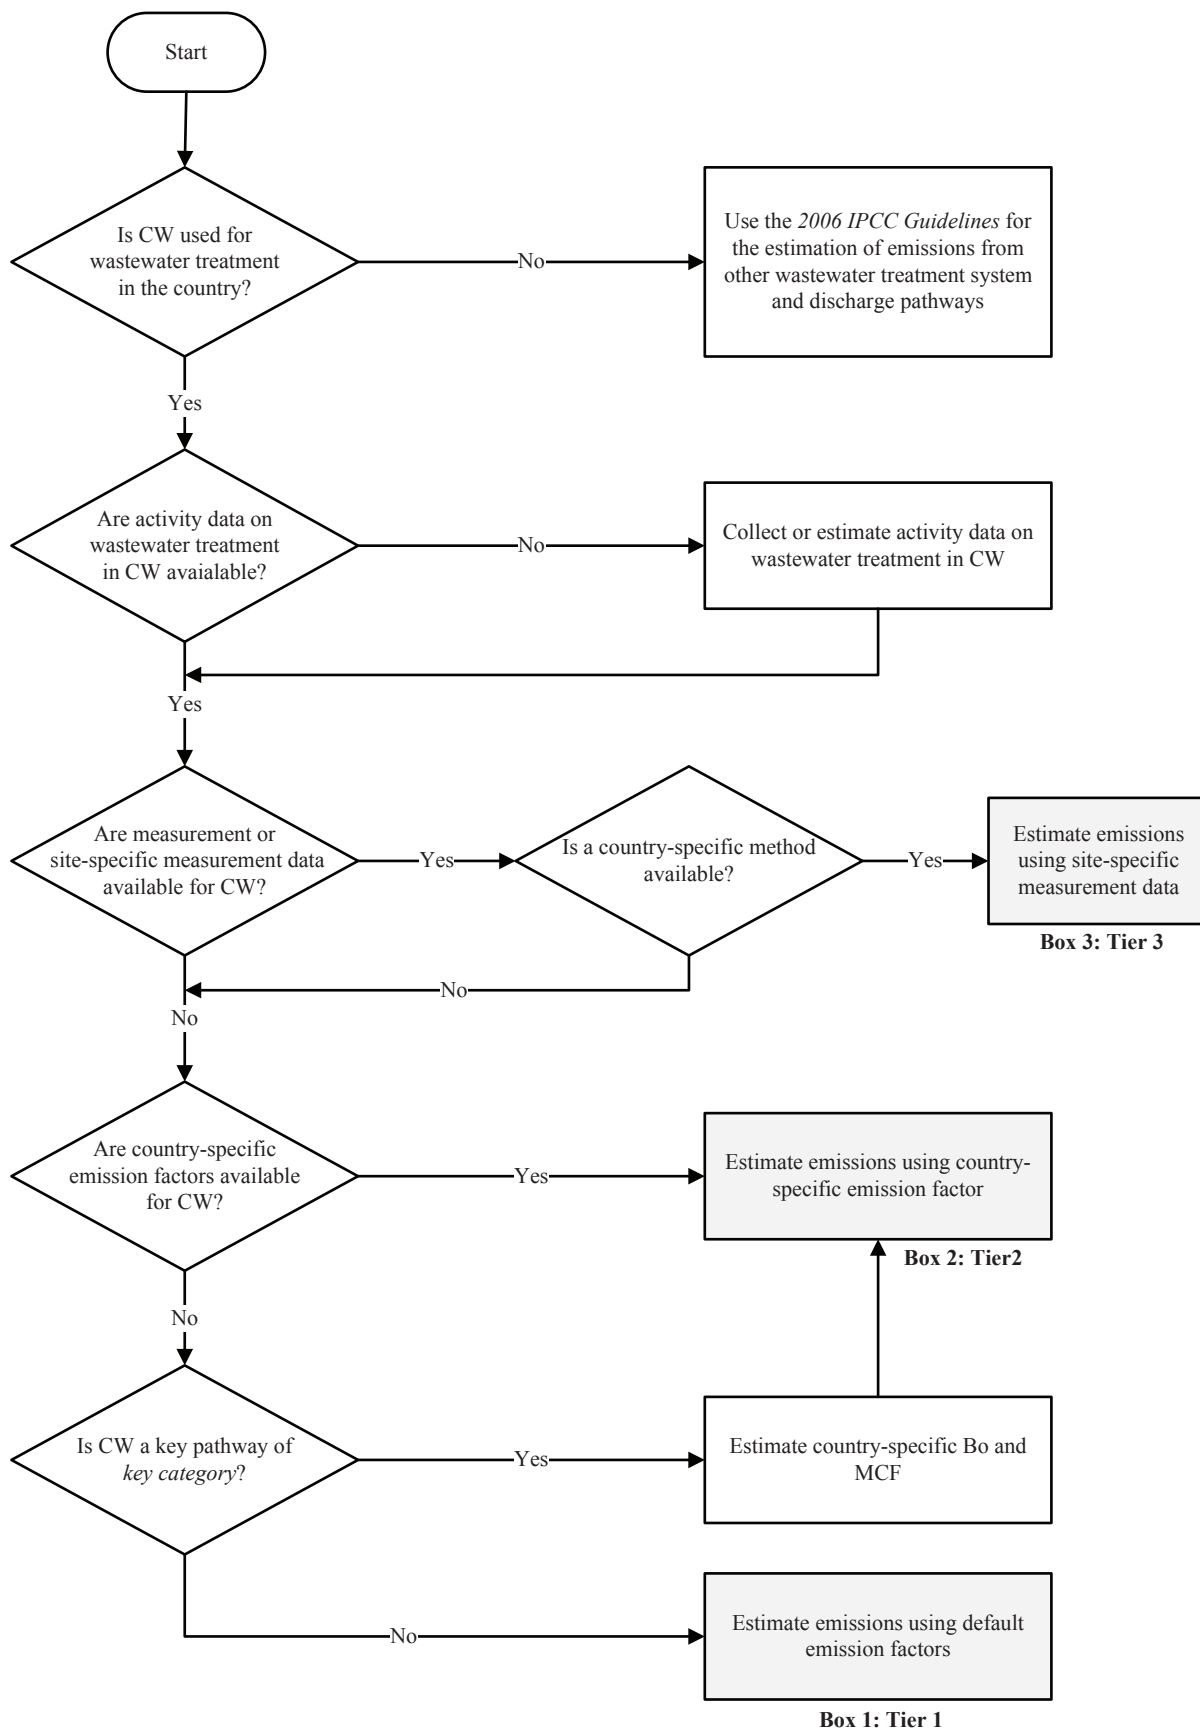 Start
Is CW used for
wastewater treatment
in the country?
No
Use the 2006 IPCC Guidelines for
the estimation of emissions from
other wastewater treatment system
and discharge pathways
Yes
Are activity data on
wastewater treatment
in CW avaialable?
No
Collect or estimate activity data on
wastewater treatment in CW
Yes
Are measurement or
site-specific measurement data
available for CW?
Yes
Is a country-specific method
available?
Yes
Estimate emissions
using site-specific
measurement data
Box 3: Tier 3
No
No
Are country-specific
emission factors available
for CW?
Yes
Estimate emissions using country-
specific emission factor
Box 2: Tier2
No
Is CW a key pathway of
key category?
Yes
Estimate country-specific Bo and
MCF
No
Estimate emissions using default
emission factors
Box 1: Tier 1